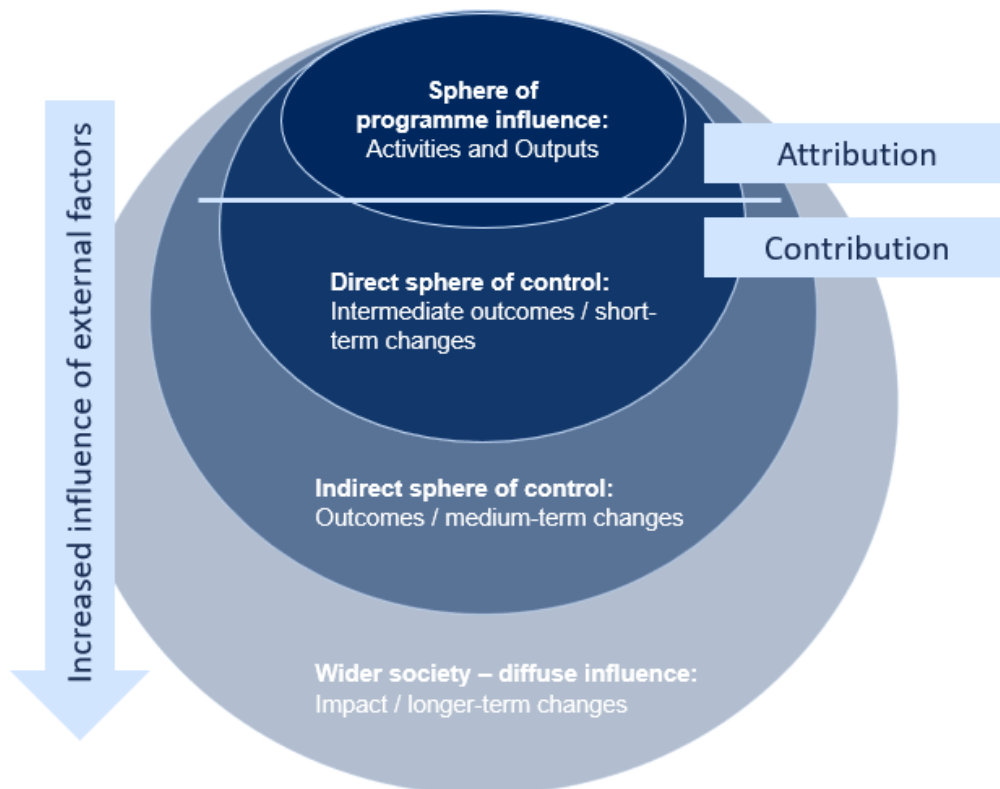 Sphere of
programme influence:
Activities and Outputs
Attribution
Contribution
Direct sphere of control:
Intermediate outcomes / short-
term changes
Indirect sphere of control:
Outcomes / medium-term changes
Wider society – diffuse influence:
Impact / longer-term changes
Increased influence of external factors